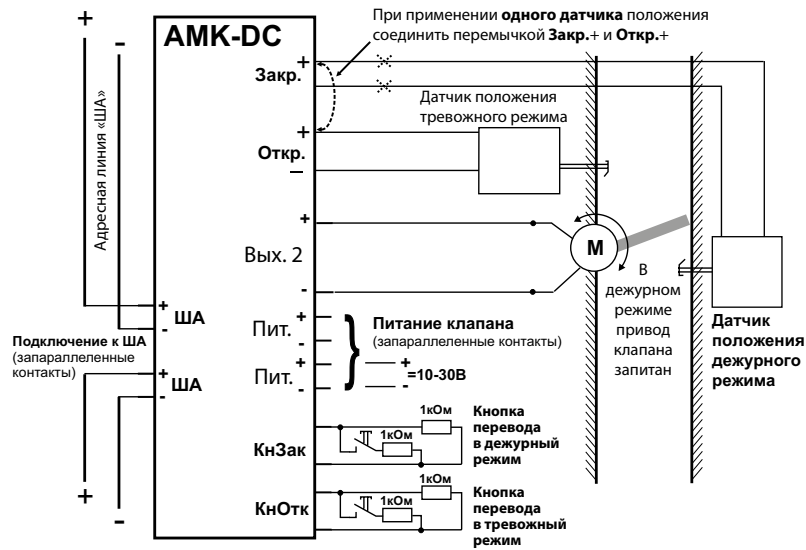 АМК-DC
При применении одного датчика положения
соединить перемычкой Закр.+ и Откр.+
+
-
Адресная линия «ША»
+
Закр.
Датчик положения
тревожного режима
+
Откр.
–
+
Вых. 2
-
М
В
дежурном
режиме
привод
клапана
запитан
Датчик
положения
дежурного
режима
+
ША
-
Подключение к ША
(запараллеленные
контакты)
+
ША
-
+
-
+
Пит.
-
+
Пит.
-
Питание клапана
(запараллеленные контакты)
+
=10-30В
-
КнЗак
1кОм
1кОм
Кнопка
перевода
в дежурный
режим
КнОтк
1кОм
1кОм
Кнопка
перевода
в тревожный
режим